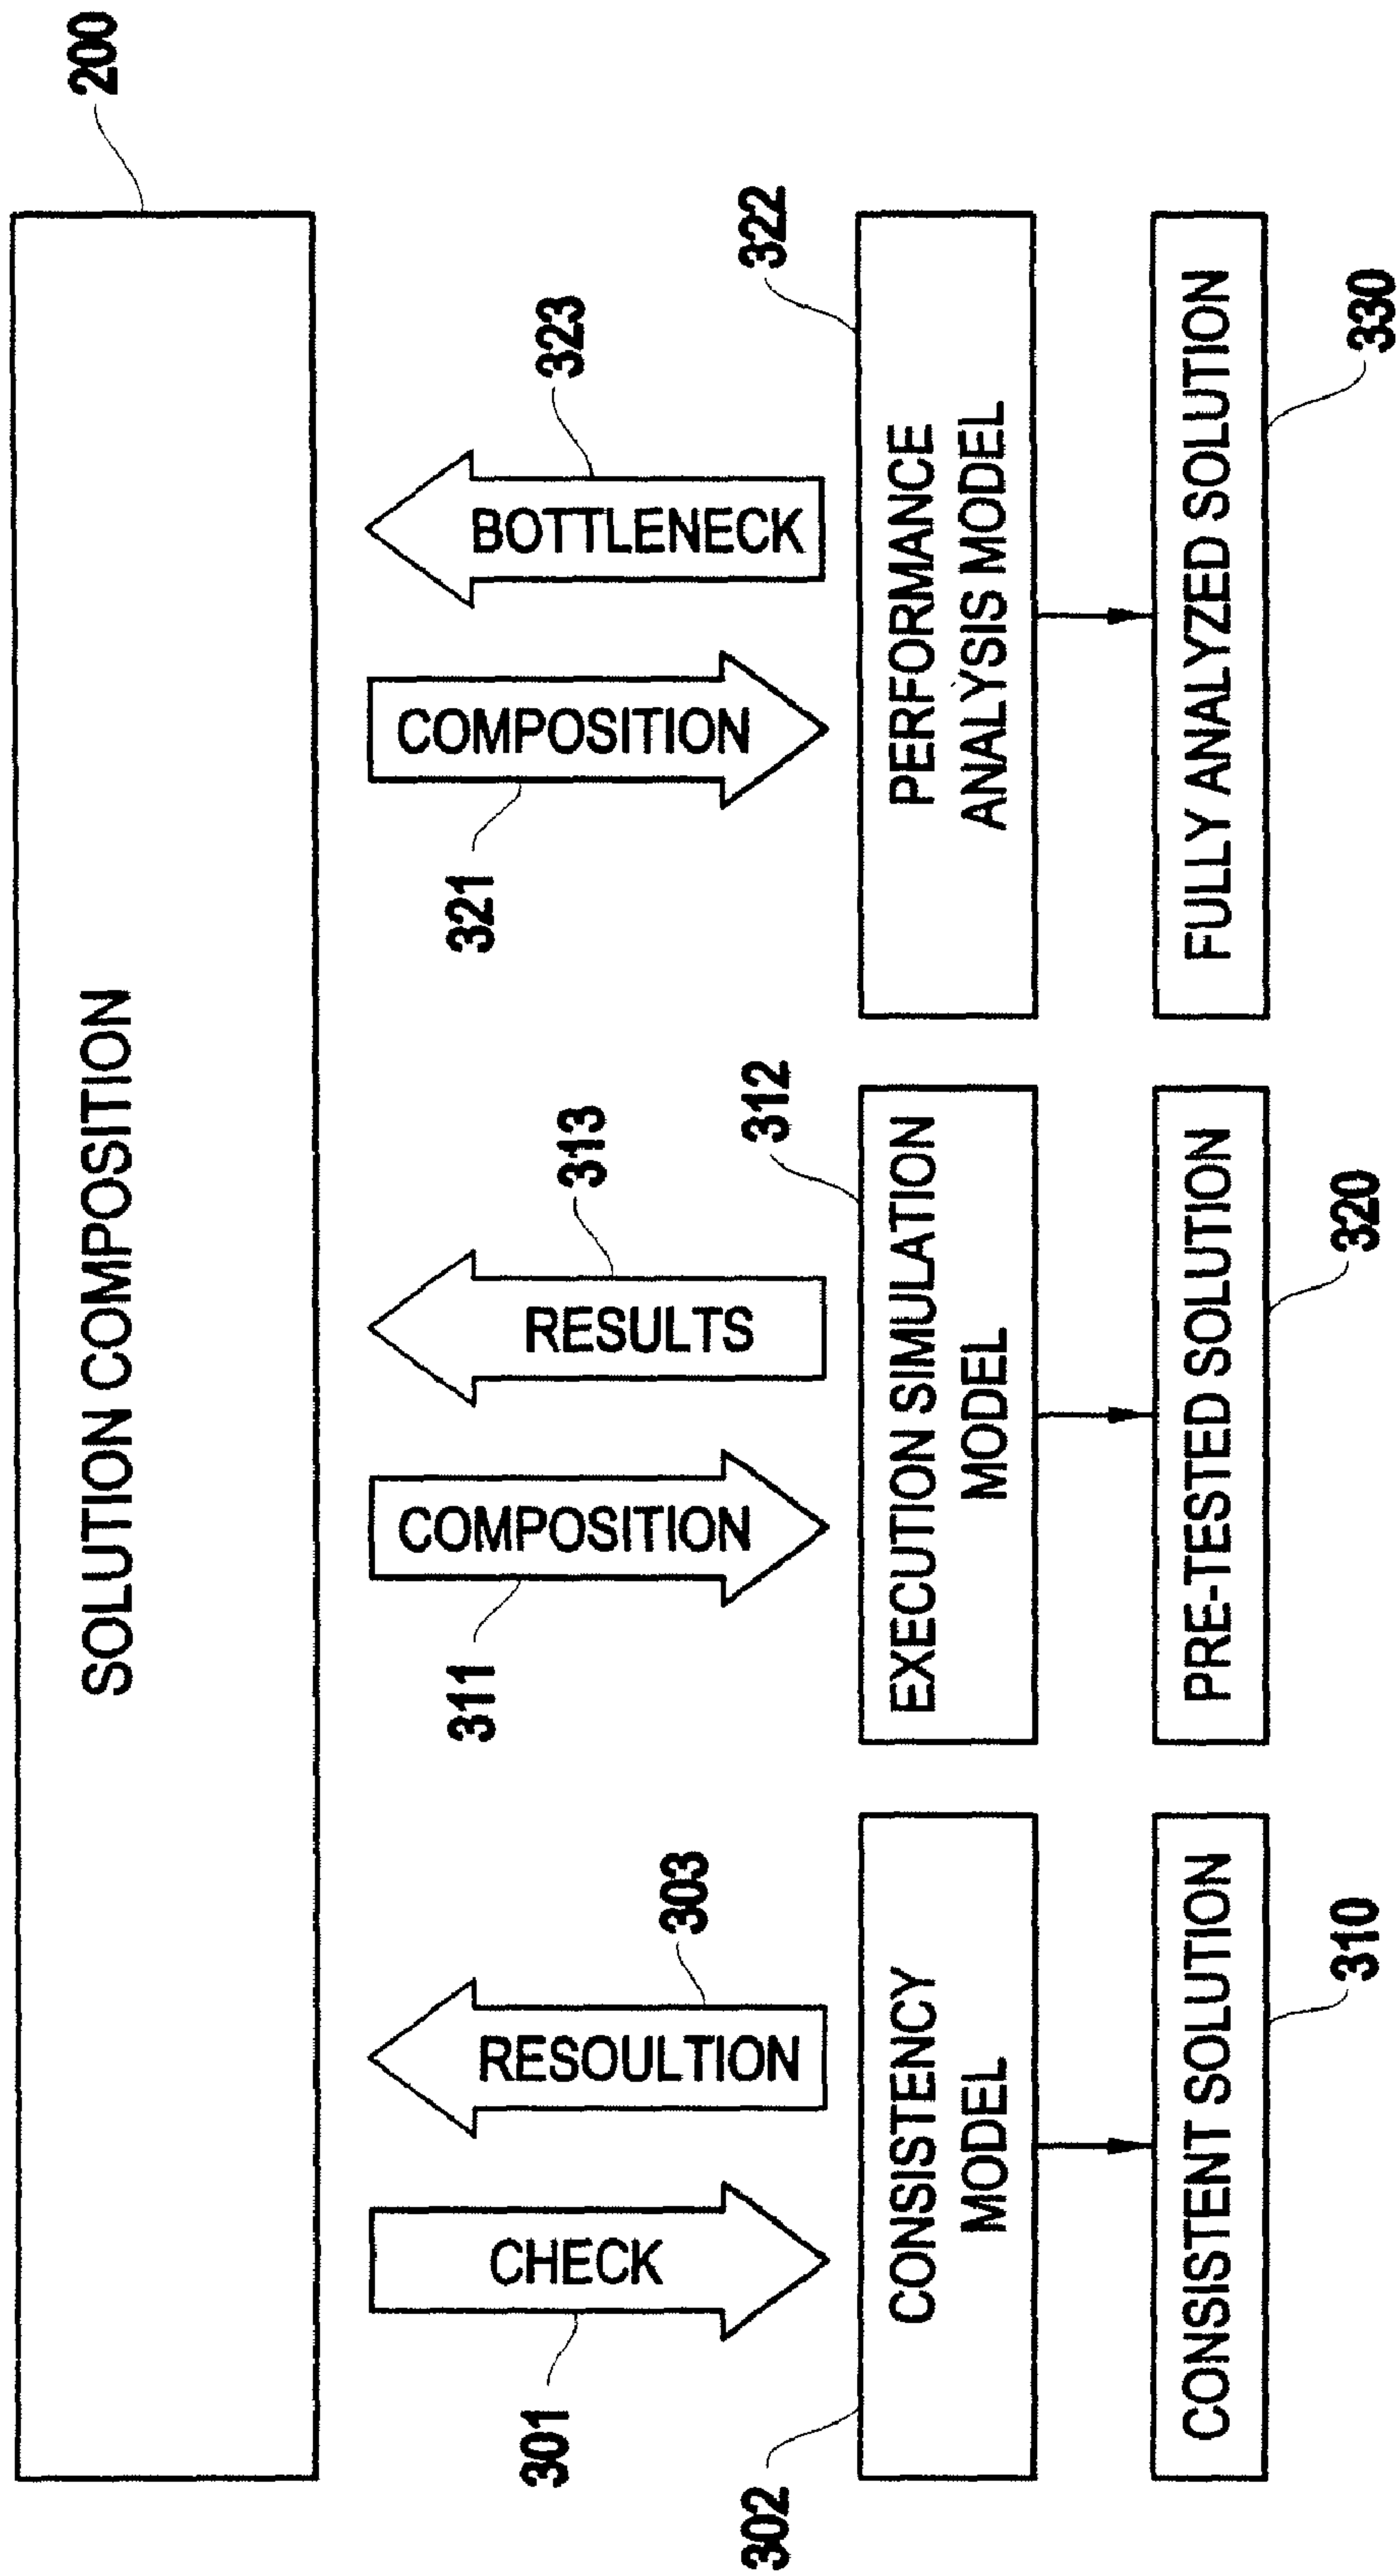 SOLUTION COMPOSITION
200
301
CHECK
RESOULTION
303
311
COMPOSITION
RESULTS
313
321
COMPOSITION
BOTTLENECK
323
302
CONSISTENCY
MODEL
EXECUTION SIMULATION
MODEL
312
PERFORMANCE
ANALYSIS MODEL
322
CONSISTENT SOLUTION
310
PRE-TESTED SOLUTION
320
FULLY ANALYZED SOLUTION
330